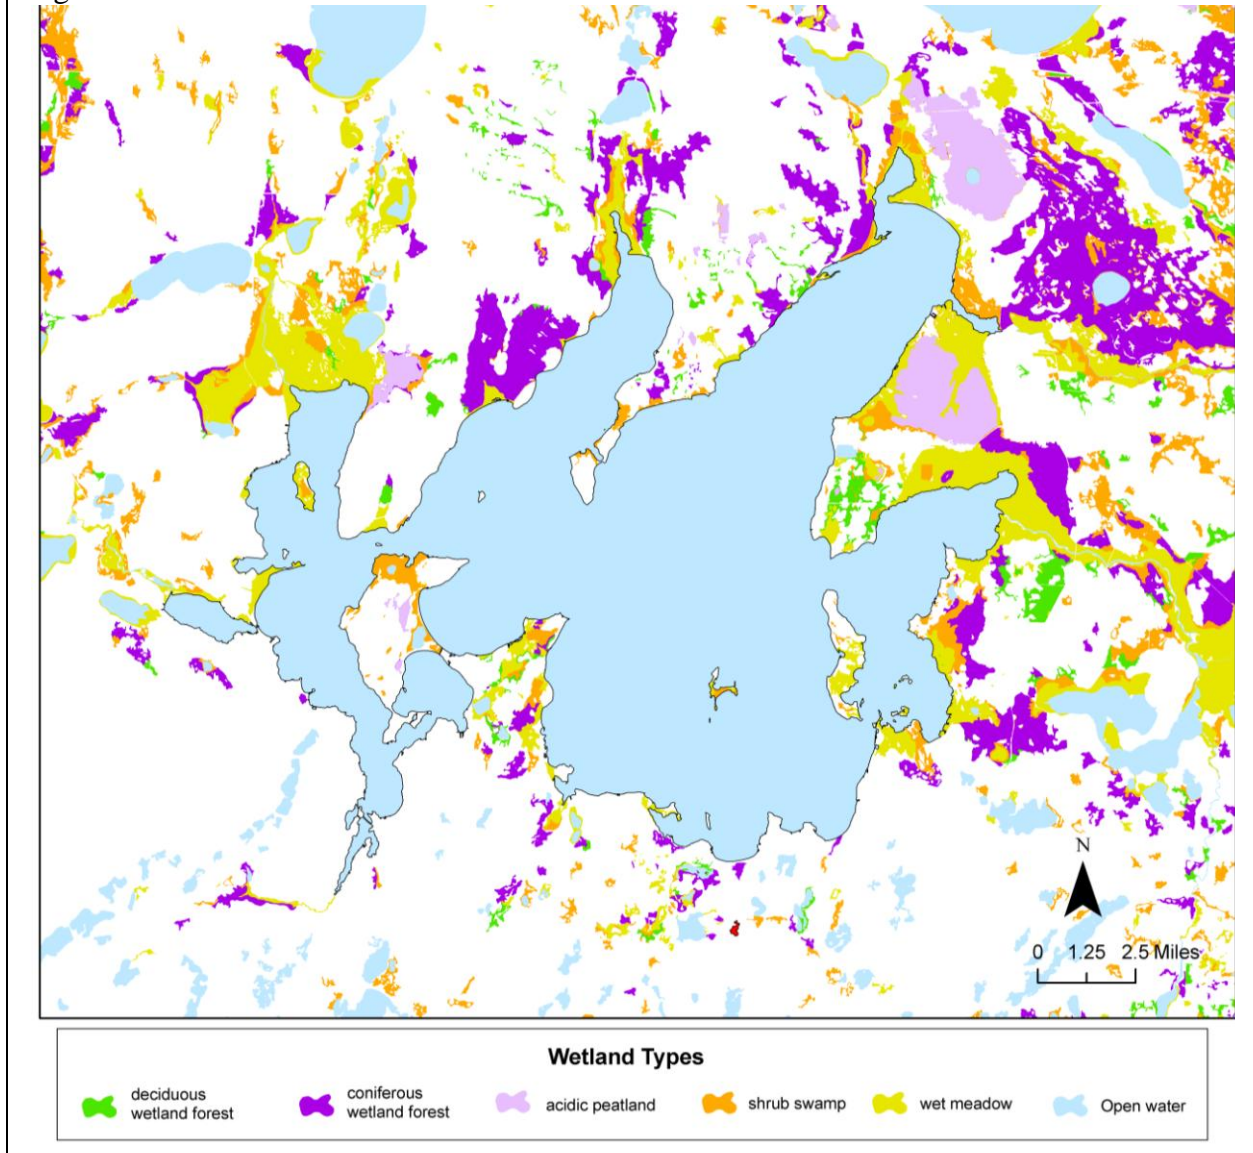 N
0 1.25 2.5 Miles
Wetland Types
deciduous
wetland forest
coniferous
wetland forest
acidic peatland
shrub swamp
wet meadow
Open water